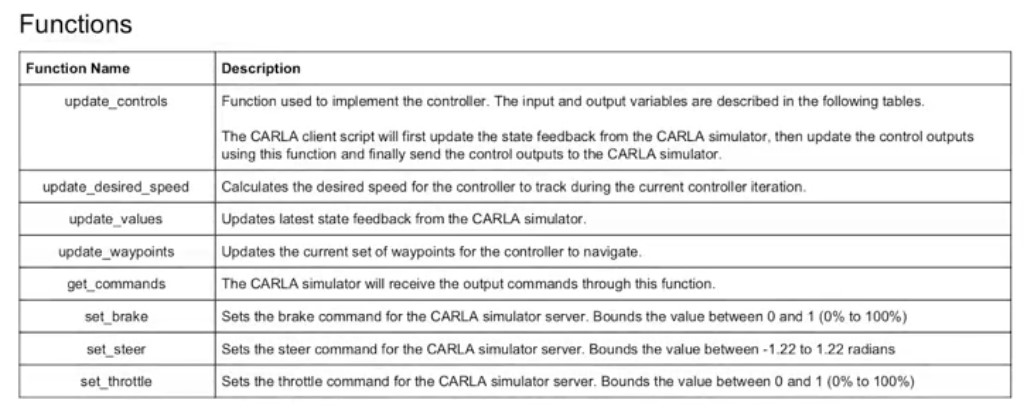 Functions
Function Name Description
update_controls Function used to implement the controller. The input and output variables are described in the following tables.
The CARLA client script will first update the state feedback from the CARLA simulator, then update the control outputs
using this function and finally send the control outputs to the CARLA simulator.
update_desired_speed Calculates the desired speed for the controller to track during the current controller iteration.
update_values Updates latest state feedback from the CARLA simulator.
update_waypoints Updates the current set of waypoints for the controller to navigate.
get_commands The CARLA simulator will receive the output commands through this function.
set_brake Sets the brake command for the CARLA simulator server. Bounds the value between 0 and 1 (0% to 100%)
set_steer Sets the steer command for the CARLA simulator server. Bounds the value between -1.22 to 1.22 radians
set_throttle Sets the throttle command for the CARLA simulator server. Bounds the value between 0 and 1 (0% to 100%)